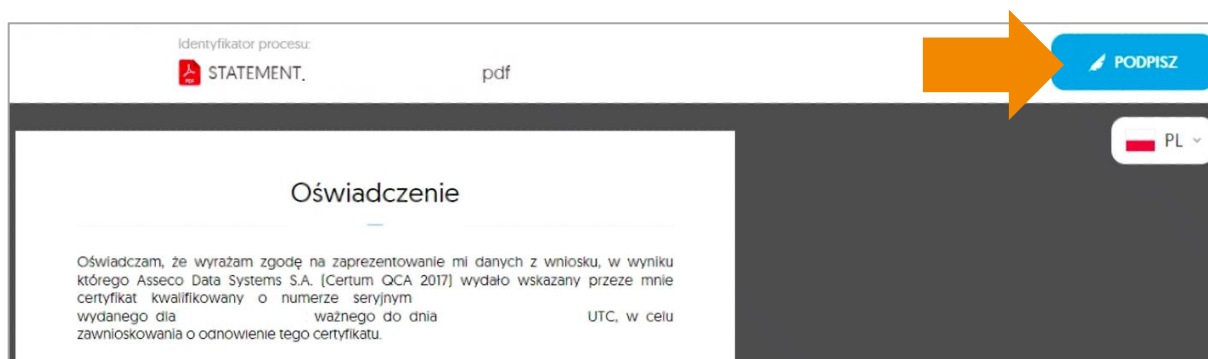 Identyfikator procesu:
STATEMENT. pdf
PODPISZ
PL
Oświadczenie
Oświadczam, że wyrażam zgodę na zaprezentowanie mi danych z wniosku, w wyniku
którego Asseco Data Systems S.A. (Certum QCA 2017) wydało wskazany przeze mnie
certyfikat kwalifikowany o numerze seryjnym
wydanego dla ważnego do dnia UTC, w celu
zawnioskowania o odnowienie tego certyfikatu.